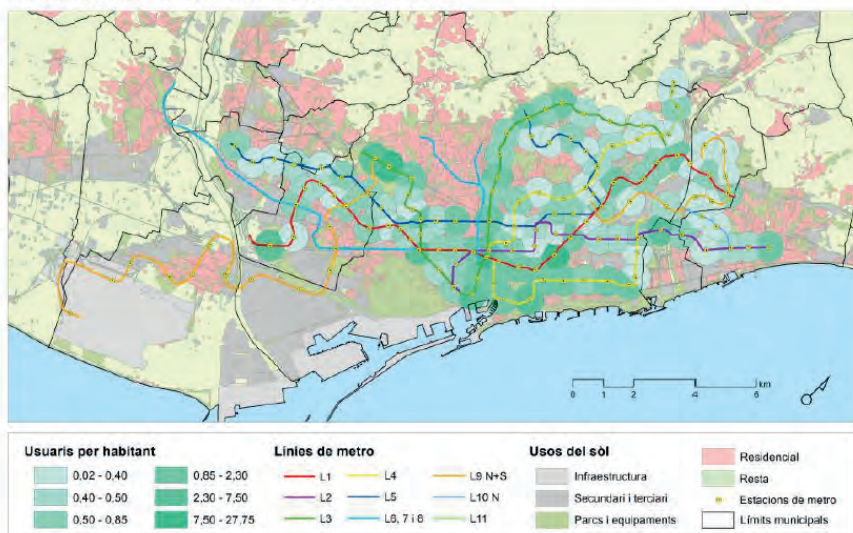 0 1 2 4 6
km
Usuaris per habitant
0,02 - 0,40
0,40 - 0,50
0,50 - 0,85
0,85 - 2,30
2,30 - 7,50
7,50 - 27,75
Línies de metro
L1
L2
L3
L4
L5
L6, 7 i 8
L9 N+S
L10 N
L11
Usos del sòl
Infraestructura
Secundari i terciari
Parcs i equipaments
Residencial
Resta
Estacions de metro
Límits municipals